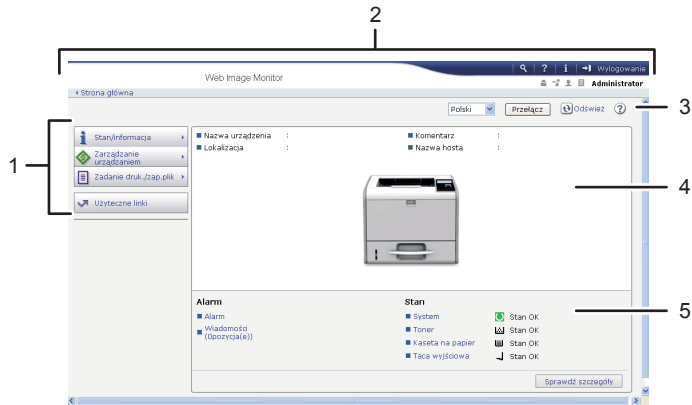 2
Wylogowanie
Web Image Monitor
Administrator
Strona główna
Polski Przełącz Odśwież
3
1
Stan/informacja
Zarządzanie
urządzaniem
Zadanie druk./zap.plik
Użyteczne linki
Nazwa urządzenia :
Komentarz :
Lokalizacja :
Nazwa hosta :
4
Alarm
Alarm
Wiadomości
(0pozycja(e))
Stan
System Stan OK
Toner Stan OK
Kaseta na papier Stan OK
Taca wyjściowa Stan OK
5
Sprawdź szczegóły